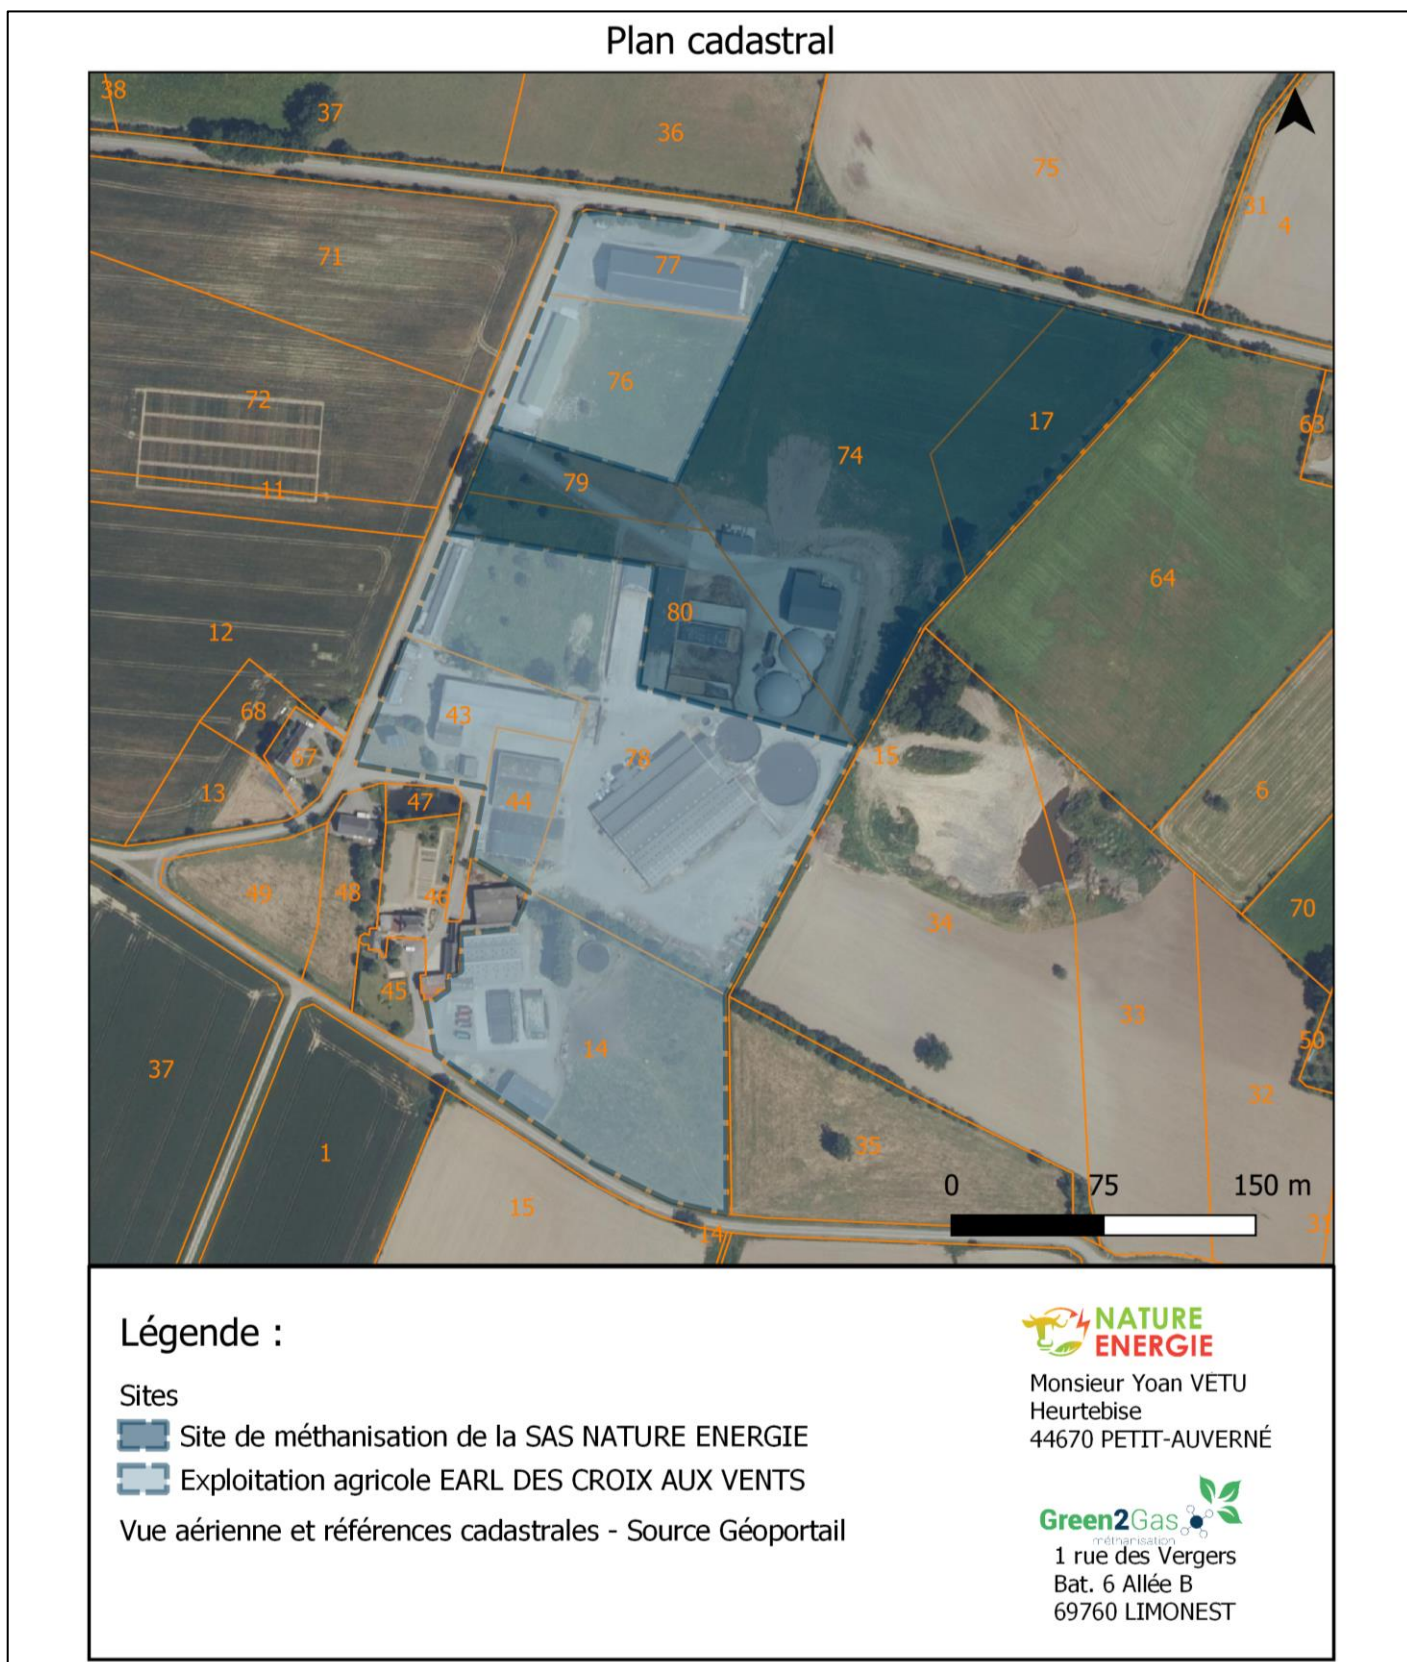 Plan cadastral
38
37
36
75
31
4
71
77
76
72
17
63
74
79
11
64
80
12
68
43
67
78
15
13
47
44
6
49
48
46
34
70
45
14
33
50
37
32
1
35
15
14
31
0 75 150 m
Légende :
Sites
Site de méthanisation de la SAS NATURE ENERGIE
Exploitation agricole EARL DES CROIX AUX VENTS
Vue aérienne et références cadastrales - Source Géoportail
NATURE
ENERGIE
Monsieur Yoan VÉTU
Heurtebise
44670 PETIT-AUVERNÉ
Green2Gas
méthanisation
1 rue des Vergers
Bat. 6 Allée B
69760 LIMONEST